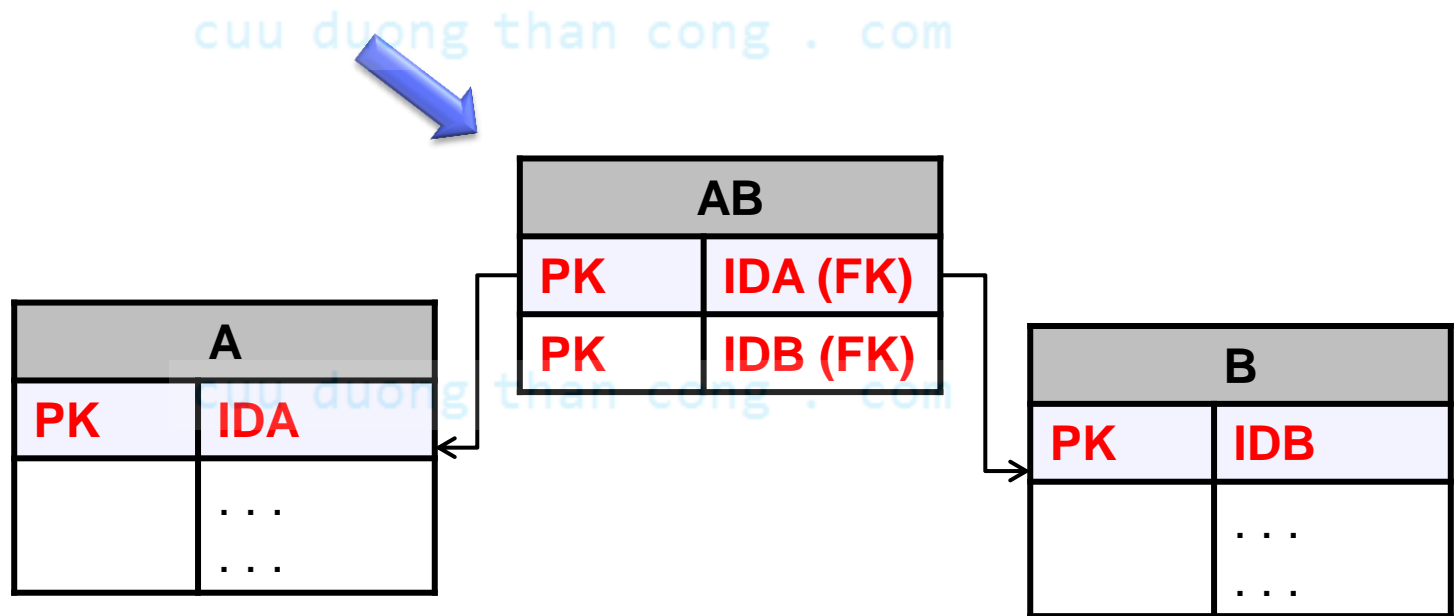 cuu duong than cong . com
AB
PK IDA (FK)
PK IDB (FK)
A
PK IDA
. . .
. . .
cuu duong than cong . com
B
PK IDB
. . .
. . .